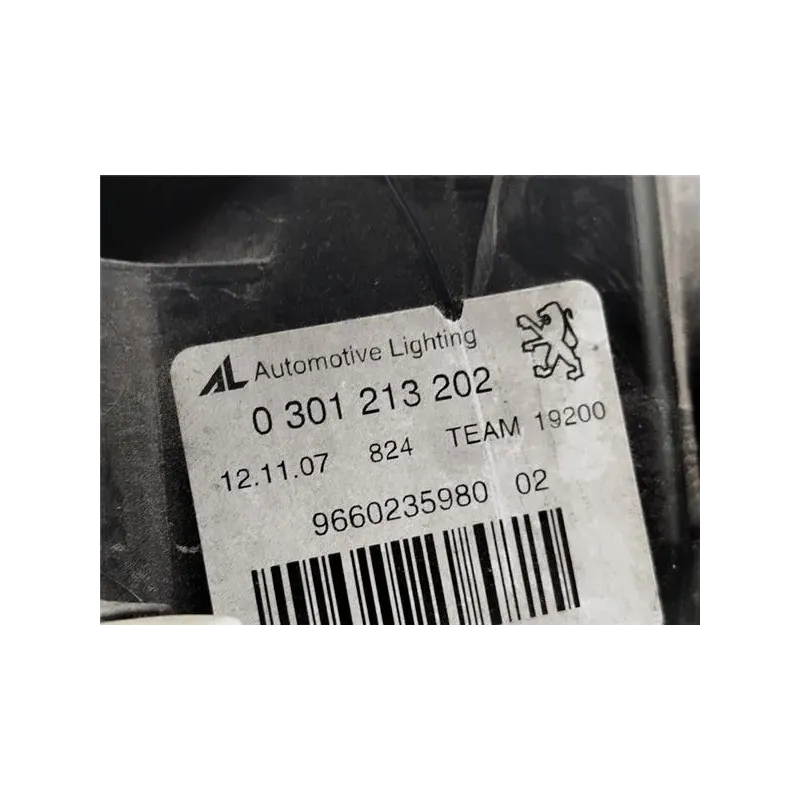 AL Automotive Lighting
0 301 213 202
12.11.07 824 TEAM 19200
9660235980 02